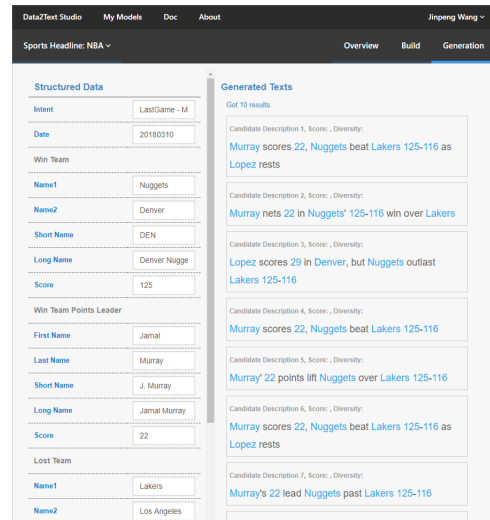 Data2Text Studio My Models Doc About Jinpeng Wang
Sports Headline: NBA Overview Build Generation
Structured Data
Intent LastGame - M
Date 20180310
Win Team
Name1 Nuggets
Name2 Denver
Short Name DEN
Long Name Denver Nugge
Score 125
Win Team Points Leader
First Name Jamal
Last Name Murray
Short Name J. Murray
Long Name Jamal Murray
Score 22
Lost Team
Name1 Lakers
Name2 Los Angeles
Generated Texts
Got 10 results.
Candidate Description 1, Score: , Diversity:
Murray scores 22, Nuggets beat Lakers 125-116 as
Lopez rests
Candidate Description 2, Score: , Diversity:
Murray nets 22 in Nuggets' 125-116 win over Lakers
Candidate Description 3, Score: , Diversity:
Lopez scores 29 in Denver, but Nuggets outlast
Lakers 125-116
Candidate Description 4, Score: , Diversity:
Murray scores 22, Nuggets beat Lakers 125-116
Candidate Description 5, Score: , Diversity:
Murray' 22 points lift Nuggets over Lakers 125-116
Candidate Description 6, Score: , Diversity:
Murray scores 22, Nuggets beat Lakers 125-116 as
Lopez rests
Candidate Description 7, Score: , Diversity:
Murray's 22 lead Nuggets past Lakers 125-116